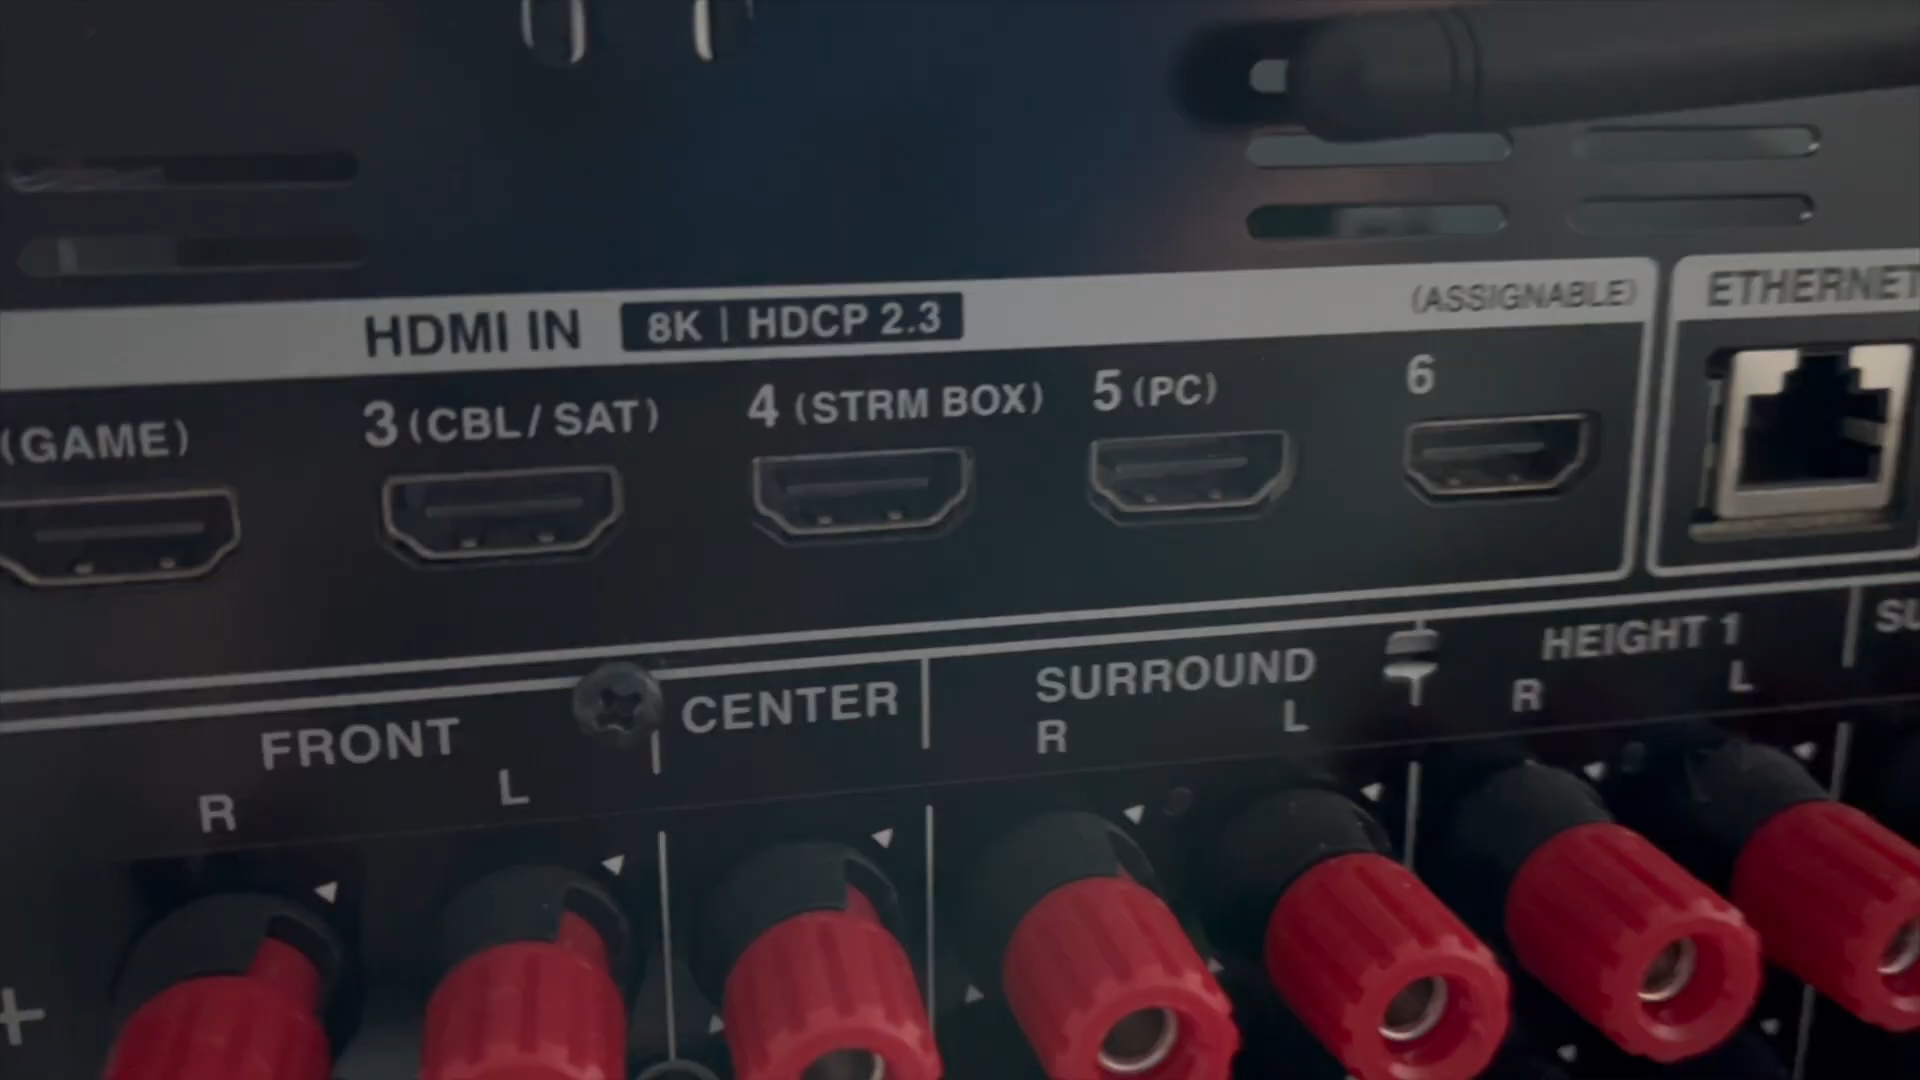 HDMI IN 8K | HDCP 2.3 (ASSIGNABLE) ETHERNET
(GAME) 3 (CBL / SAT) 4 (STRM BOX) 5 (PC) 6
FRONT CENTER SURROUND HEIGHT 1 SU
R L R L R L
+